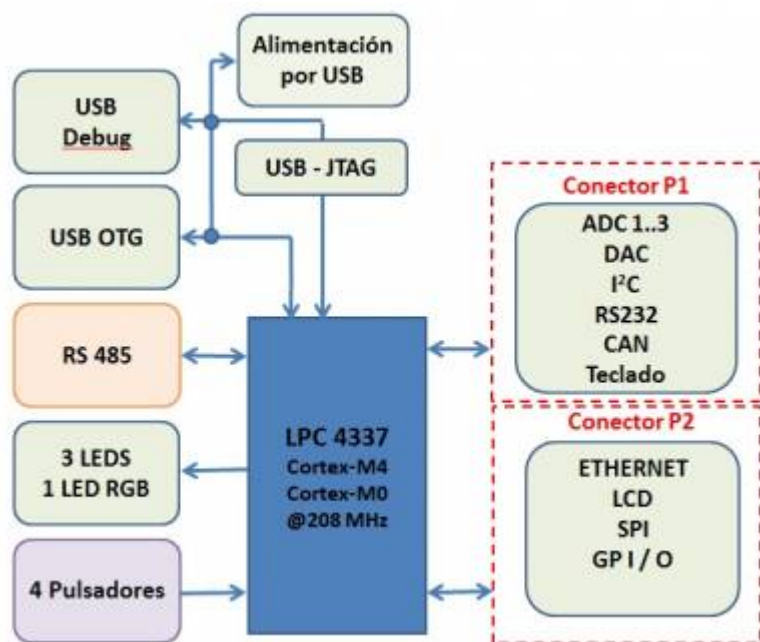 Alimentación
por USB
USB
Debug
USB - JTAG
USB OTG
RS 485
3 LEDS
1 LED RGB
4 Pulsadores
LPC 4337
Cortex-M4
Cortex-M0
@208 MHz
Conector P1
ADC 1..3
DAC
I²C
RS232
CAN
Teclado
Conector P2
ETHERNET
LCD
SPI
GP I / O